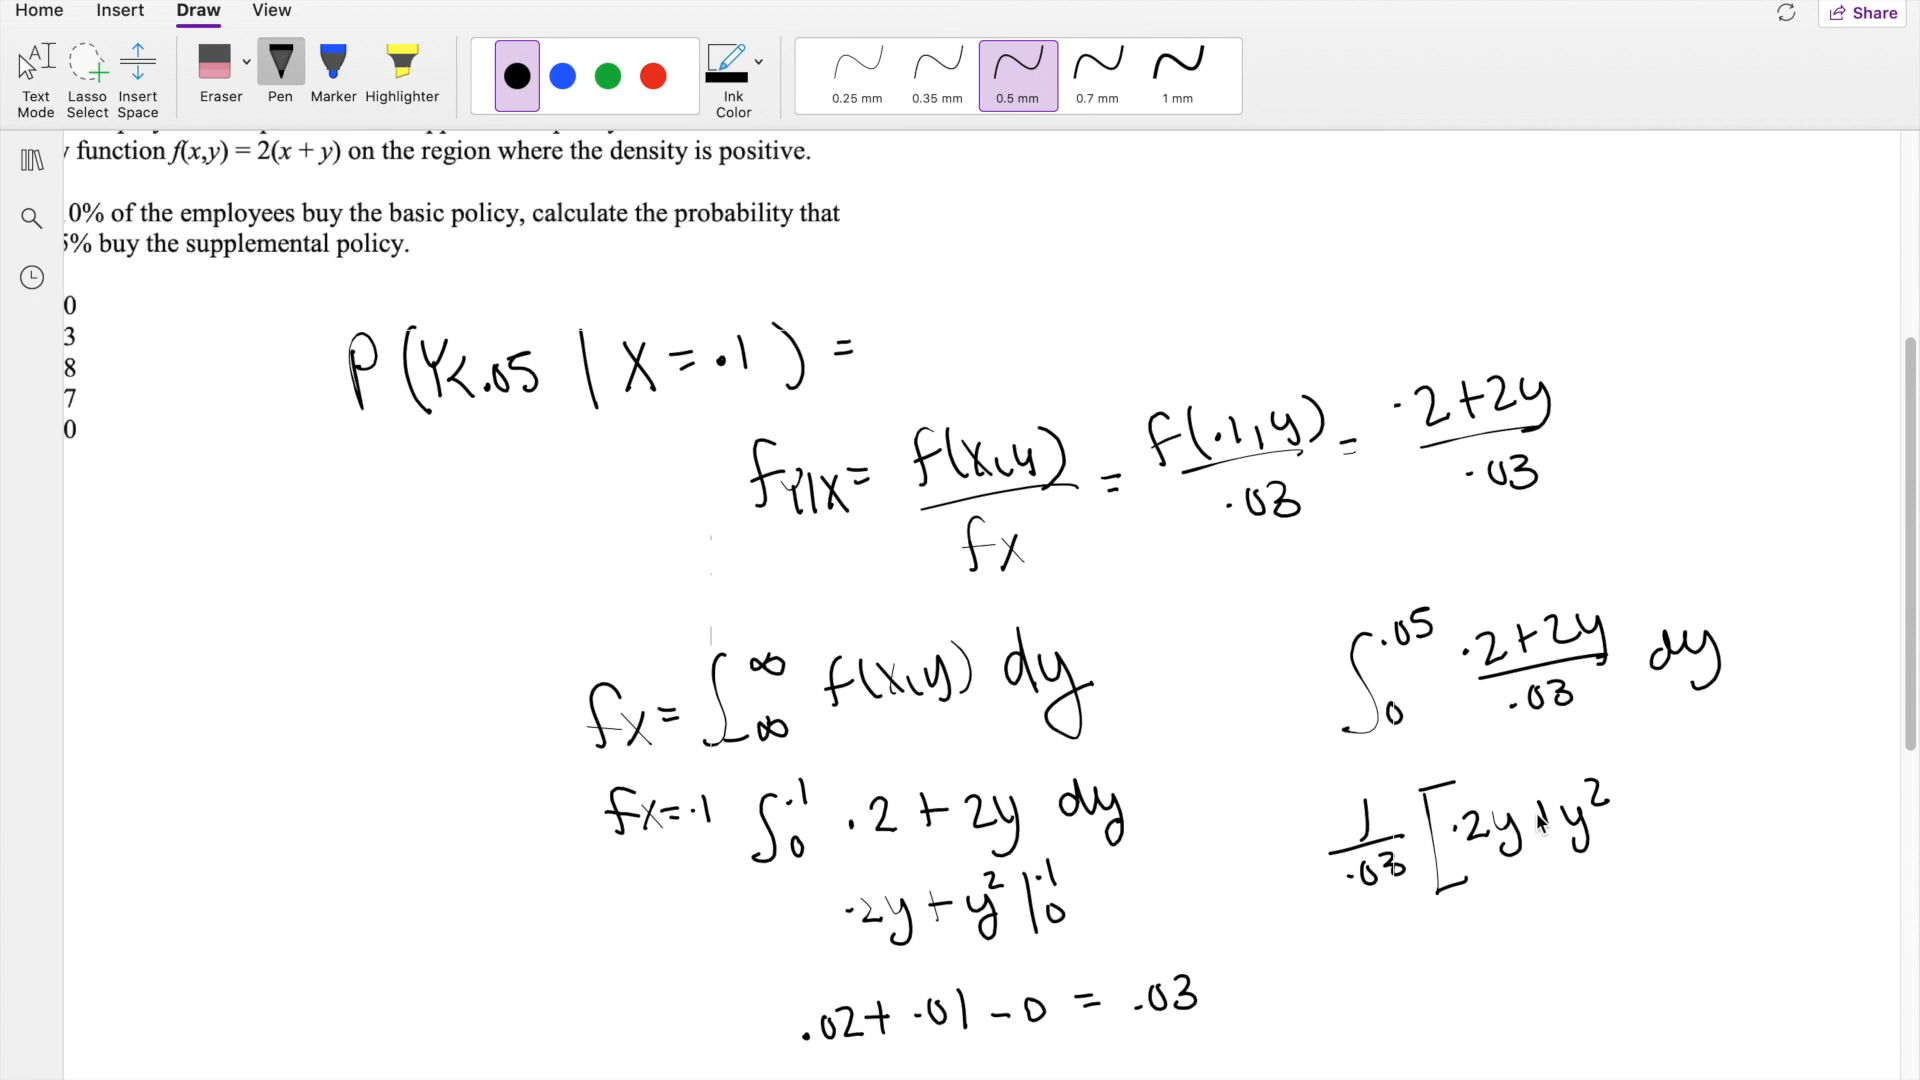 Home Insert Draw View Share
Text Mode Lasso Select Insert Space Eraser Pen Marker Highlighter Ink Color 0.25 mm 0.35 mm 0.5 mm 0.7 mm 1 mm
function f(x,y) = 2(x + y) on the region where the density is positive.
0% of the employees buy the basic policy, calculate the probability that
5% buy the supplemental policy.
0
3
8
7
0
P(Y<.05 | X=.1) =
f Y|X = f(x,y) / fx = f(.1,y) / .03 = .2+2y / .03
fx = ∫_-∞^∞ f(x,y) dy
∫_0^.05 .2+2y / .03 dy
fx=.1 ∫_0^.1 .2 + 2y dy
1/.03 [.2y+y²
.2y + y² |_0^.1
.02+ .01 - 0 = .03